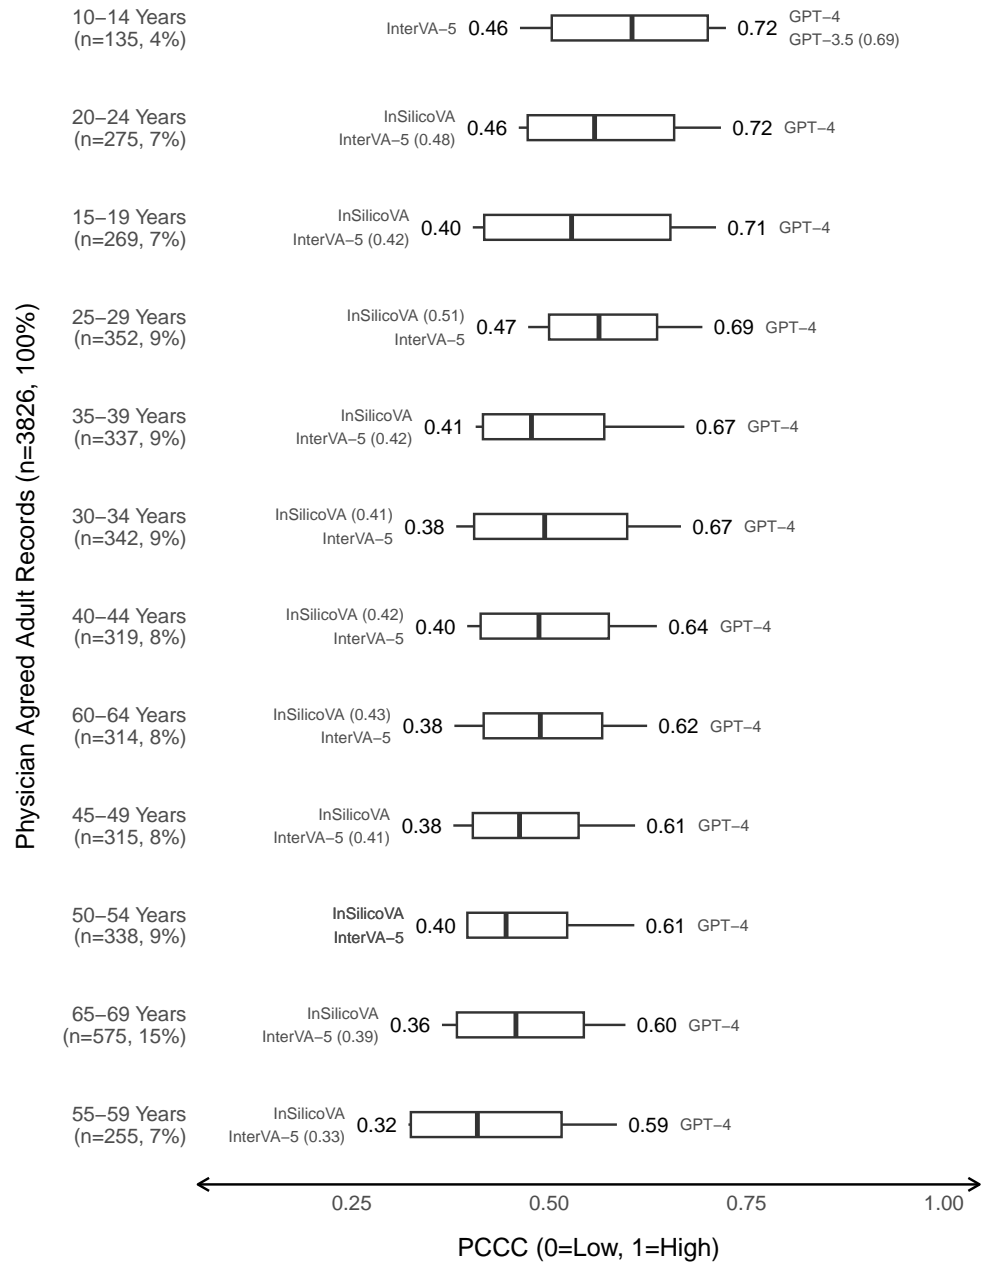 Physician Agreed Adult Records (n=3826, 100%)
10−14 Years
(n=135, 4%)
InterVA−5
0.46
0.72
GPT−4
GPT−3.5 (0.69)
20−24 Years
(n=275, 7%)
InSilicoVA
InterVA−5 (0.48)
0.46
0.72
GPT−4
15−19 Years
(n=269, 7%)
InSilicoVA
InterVA−5 (0.42)
0.40
0.71
GPT−4
25−29 Years
(n=352, 9%)
InSilicoVA (0.51)
InterVA−5
0.47
0.69
GPT−4
35−39 Years
(n=337, 9%)
InSilicoVA
InterVA−5 (0.42)
0.41
0.67
GPT−4
30−34 Years
(n=342, 9%)
InSilicoVA (0.41)
InterVA−5
0.38
0.67
GPT−4
40−44 Years
(n=319, 8%)
InSilicoVA (0.42)
InterVA−5
0.40
0.64
GPT−4
60−64 Years
(n=314, 8%)
InSilicoVA (0.43)
InterVA−5
0.38
0.62
GPT−4
45−49 Years
(n=315, 8%)
InSilicoVA
InterVA−5 (0.41)
0.38
0.61
GPT−4
50−54 Years
(n=338, 9%)
InSilicoVA
InterVA−5
0.40
0.61
GPT−4
65−69 Years
(n=575, 15%)
InSilicoVA
InterVA−5 (0.39)
0.36
0.60
GPT−4
55−59 Years
(n=255, 7%)
InSilicoVA
InterVA−5 (0.33)
0.32
0.59
GPT−4
0.25
0.50
0.75
1.00
PCCC (0=Low, 1=High)